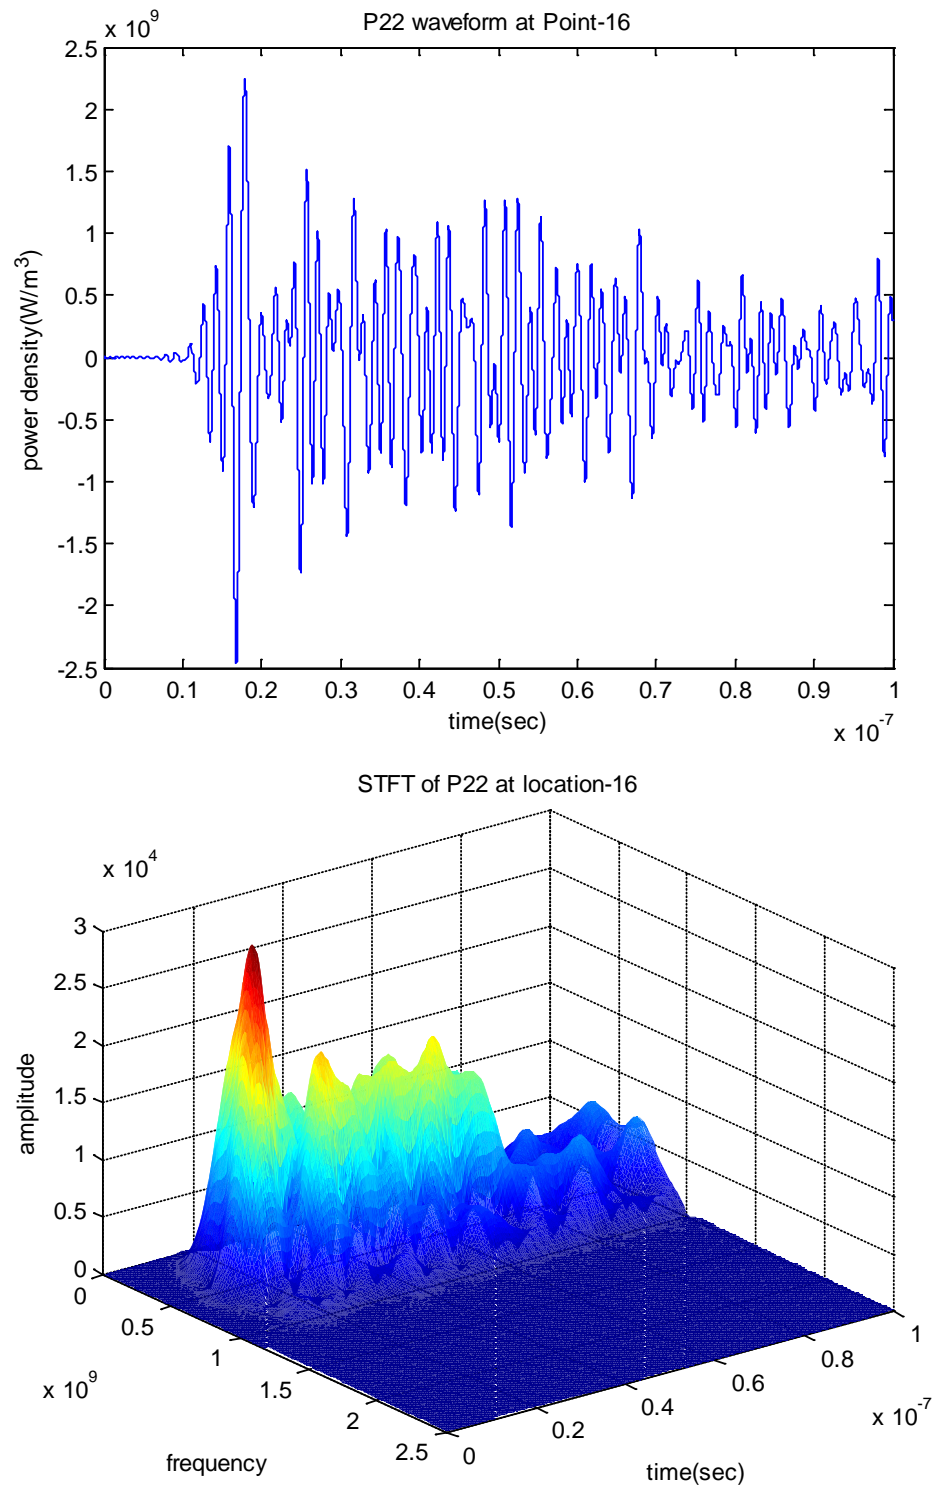 P22 waveform at Point-16
x 10^9
2.5
2
1.5
1
0.5
0
-0.5
-1
-1.5
-2
-2.5
power density(W/m^3)
0 0.1 0.2 0.3 0.4 0.5 0.6 0.7 0.8 0.9 1
time(sec)
x 10^-7
STFT of P22 at location-16
x 10^4
3
2.5
2
1.5
1
0.5
0
amplitude
0
0.5
1
1.5
2
2.5
x 10^9
frequency
0
0.2
0.4
0.6
0.8
1
x 10^-7
time(sec)